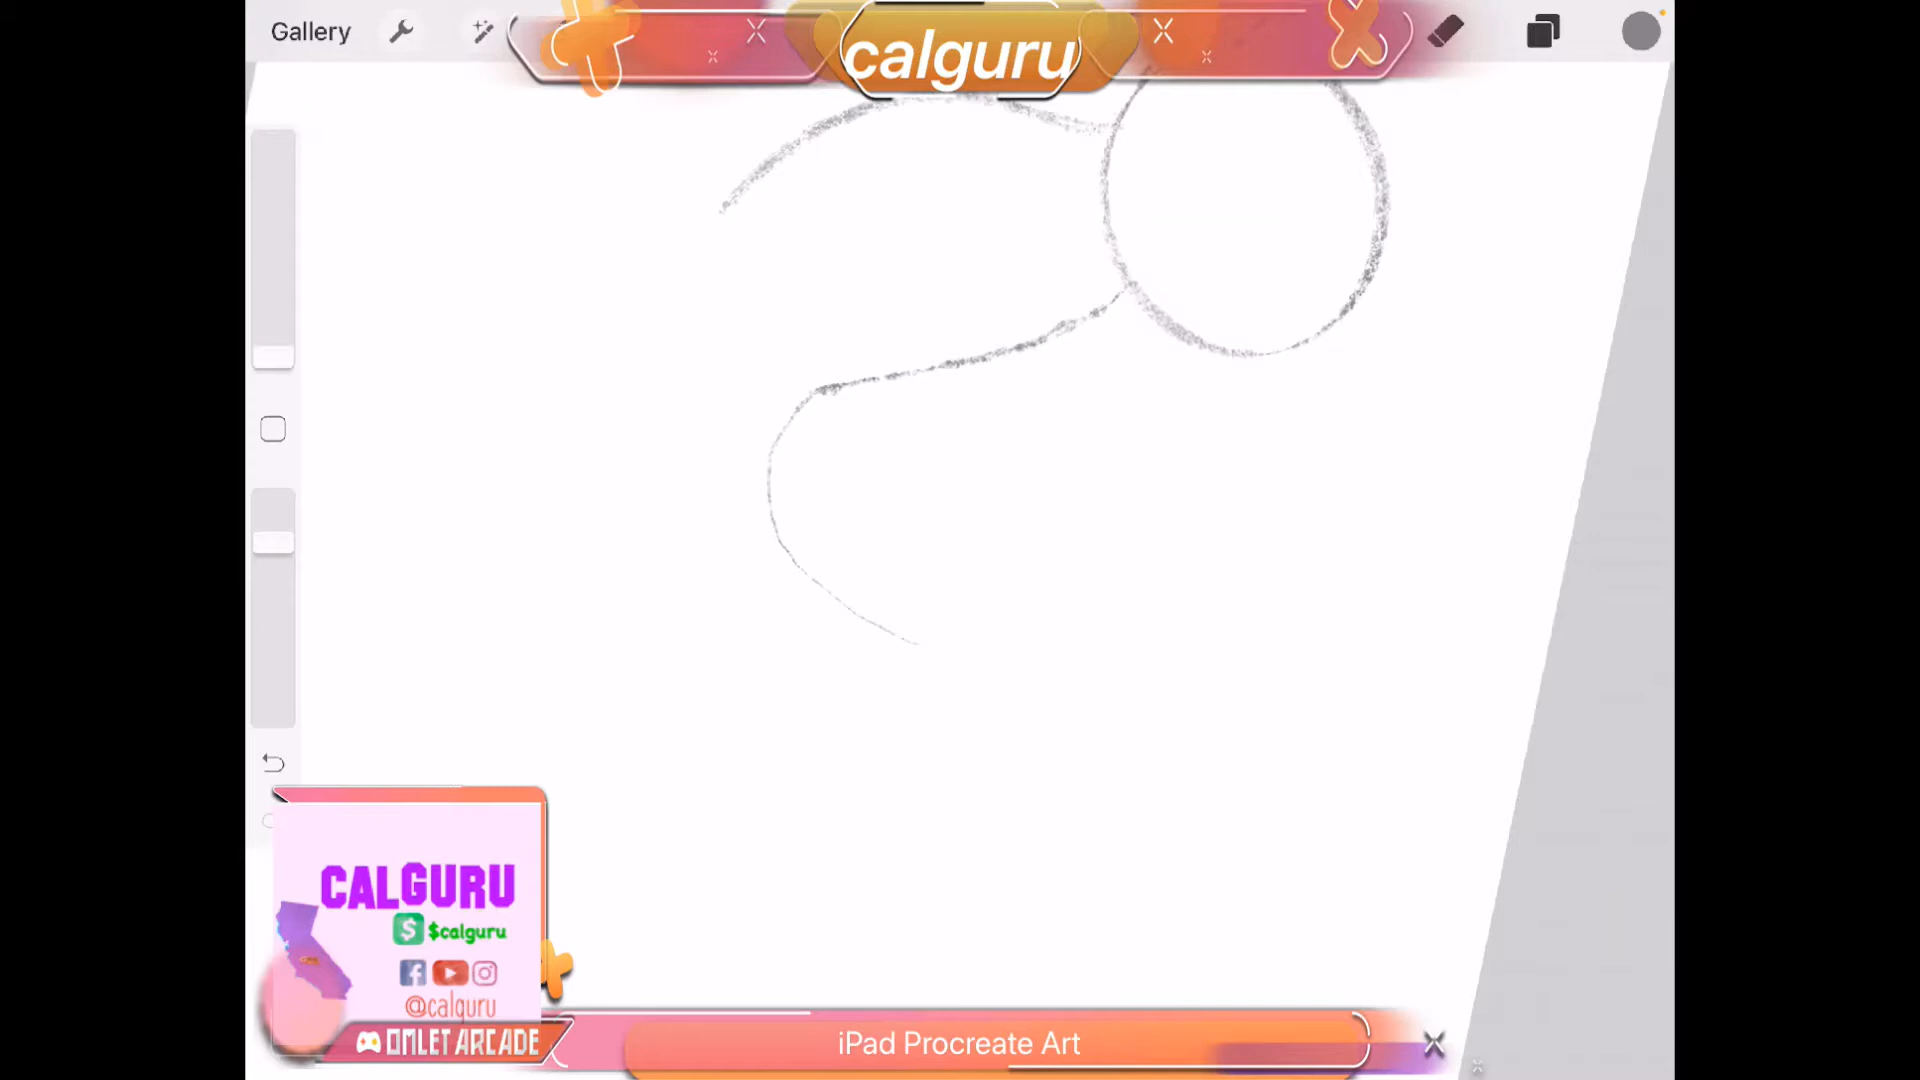 Gallery
calguru
CALGURU
$ $calguru
@calguru
OMLET ARCADE
iPad Procreate Art